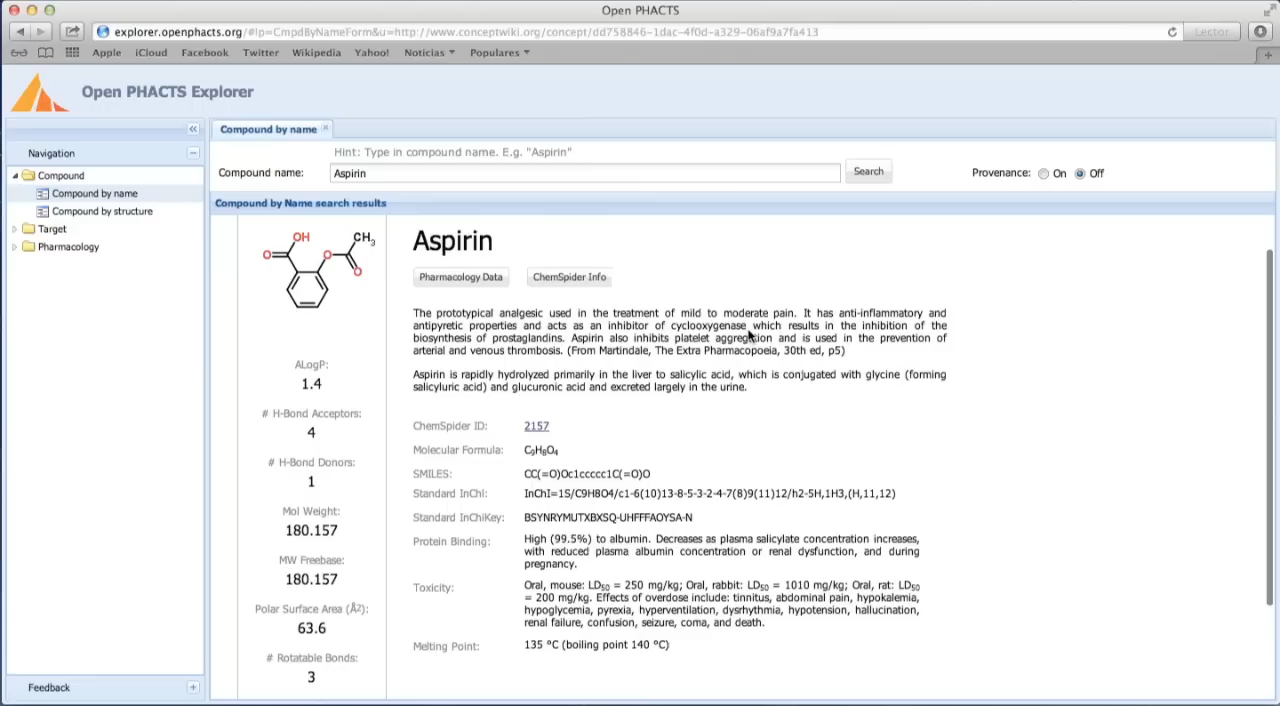 Open PHACTS
explorer.openphacts.org/#lp=CmpdByNameForm&u=http://www.conceptwiki.org/concept/dd758846-1dac-4f0d-a329-06af9a7fa413
Lector
Apple iCloud Facebook Twitter Wikipedia Yahoo! Noticias Populares
Open PHACTS Explorer
Navigation
Compound
Compound by name
Compound by structure
Target
Pharmacology
Feedback
Compound by name
Hint: Type in compound name. E.g. "Aspirin"
Compound name: Aspirin Search Provenance: On Off
Compound by Name search results
OH CH3
O O
O
ALogP:
1.4
# H-Bond Acceptors:
4
# H-Bond Donors:
1
Mol Weight:
180.157
MW Freebase:
180.157
Polar Surface Area (Å2):
63.6
# Rotatable Bonds:
3
Aspirin
Pharmacology Data ChemSpider Info
The prototypical analgesic used in the treatment of mild to moderate pain. It has anti-inflammatory and
antipyretic properties and acts as an inhibitor of cyclooxygenase which results in the inhibition of the
biosynthesis of prostaglandins. Aspirin also inhibits platelet aggregation and is used in the prevention of
arterial and venous thrombosis. (From Martindale, The Extra Pharmacopoeia, 30th ed, p5)
Aspirin is rapidly hydrolyzed primarily in the liver to salicylic acid, which is conjugated with glycine (forming
salicyluric acid) and glucuronic acid and excreted largely in the urine.
ChemSpider ID: 2157
Molecular Formula: C9H8O4
SMILES: CC(=O)Oc1ccccc1C(=O)O
Standard InChI: InChI=1S/C9H8O4/c1-6(10)13-8-5-3-2-4-7(8)9(11)12/h2-5H,1H3,(H,11,12)
Standard InChiKey: BSYNRYMUTXBXSQ-UHFFFAOYSA-N
Protein Binding: High (99.5%) to albumin. Decreases as plasma salicylate concentration increases,
with reduced plasma albumin concentration or renal dysfunction, and during
pregnancy.
Toxicity: Oral, mouse: LD50 = 250 mg/kg; Oral, rabbit: LD50 = 1010 mg/kg; Oral, rat: LD50
= 200 mg/kg. Effects of overdose include: tinnitus, abdominal pain, hypokalemia,
hypoglycemia, pyrexia, hyperventilation, dysrhythmia, hypotension, hallucination,
renal failure, confusion, seizure, coma, and death.
Melting Point: 135 °C (boiling point 140 °C)